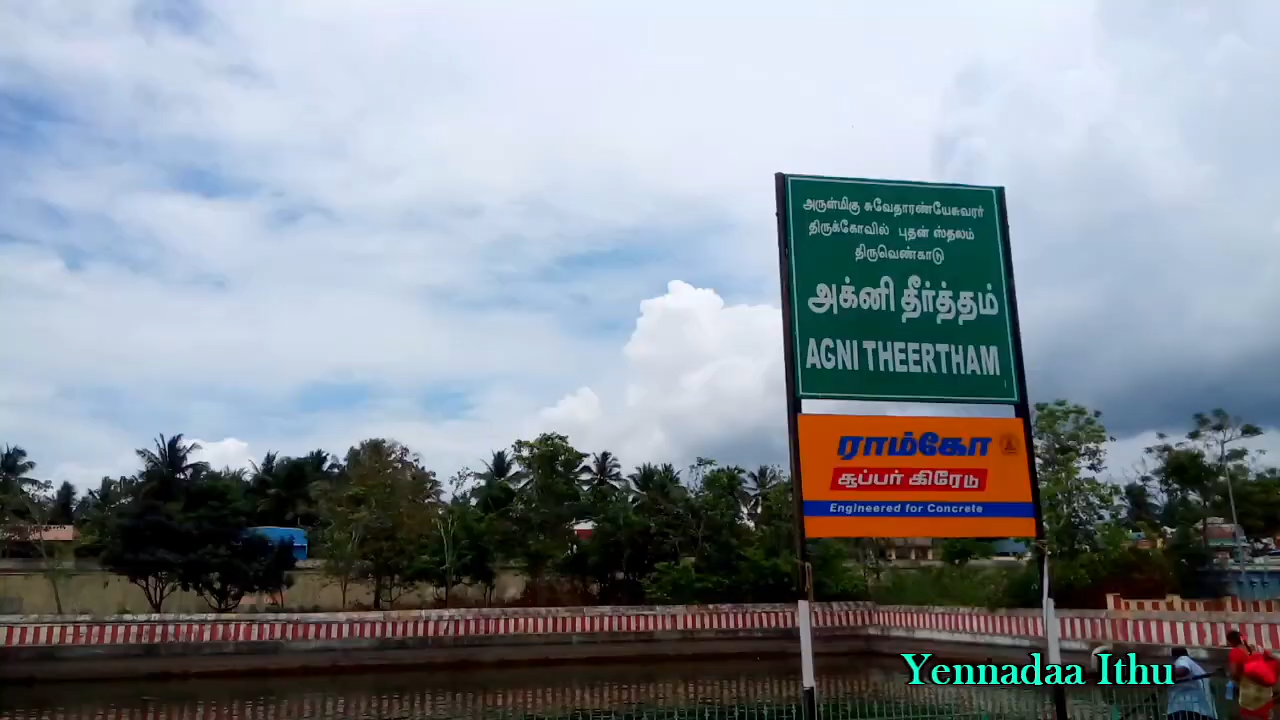 அருள்மிகு சுவேதாரண்யேசுவரர்
திருக்கோவில் புதன் ஸ்தலம்
திருவெண்காடு
அக்னி தீர்த்தம்
AGNI THEERTHAM
ராம்கோ
சூப்பர் கிரேடு
Engineered for Concrete
Yennadaa Ithu